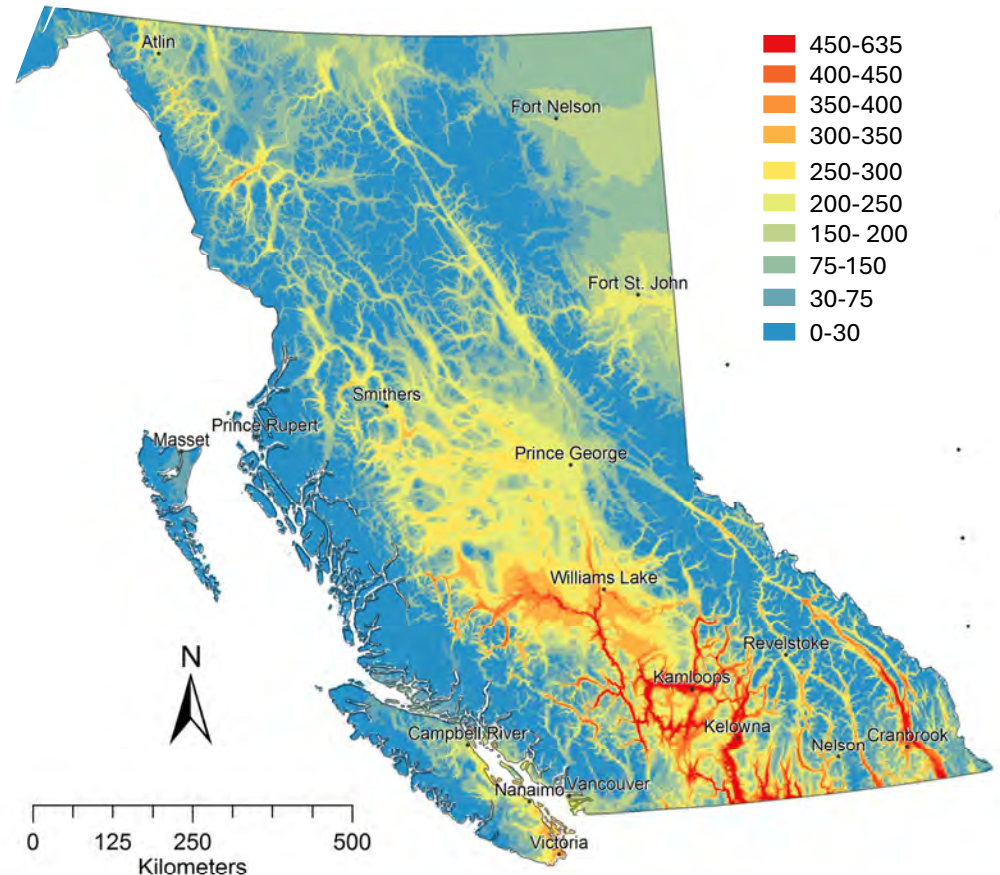 Atlin
450-635
400-450
350-400
300-350
250-300
200-250
150- 200
75-150
30-75
0-30
Fort Nelson
Fort St. John
Smithers
Prince Rupert
Masset
Prince George
Williams Lake
Revelstoke
Kamloops
Kelowna
Cranbrook
Nelson
Campbell River
Vancouver
Nanaimo
Victoria
N
0 125 250 500
Kilometers